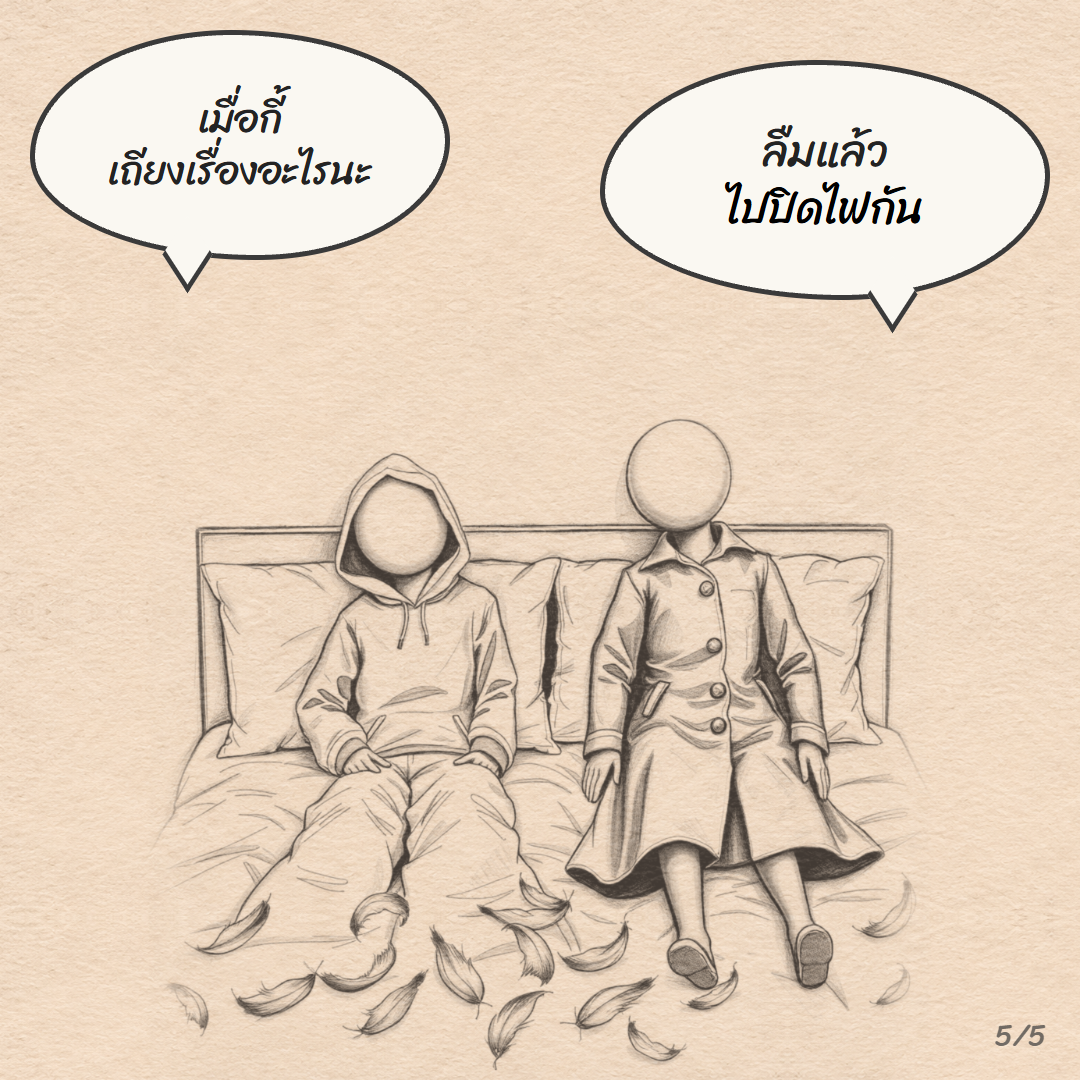 เมื่อกี้
เถียงเรื่องอะไรนะ
ลืมแล้ว
ไปปิดไฟกัน
5/5